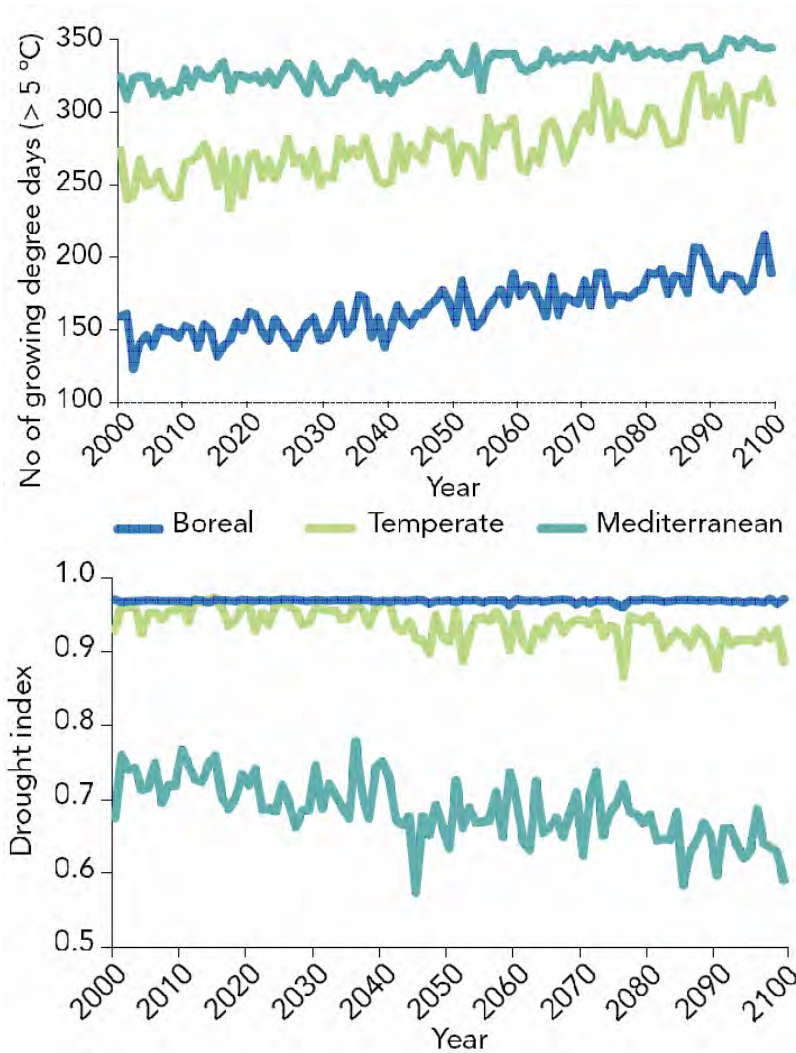 No of growing degree days (> 5 °C)
350
300
250
200
150
100
2000 2010 2020 2030 2040 2050 2060 2070 2080 2090 2100
Year
Boreal Temperate Mediterranean
Drought index
1.0
0.9
0.8
0.7
0.6
0.5
2000 2010 2020 2030 2040 2050 2060 2070 2080 2090 2100
Year